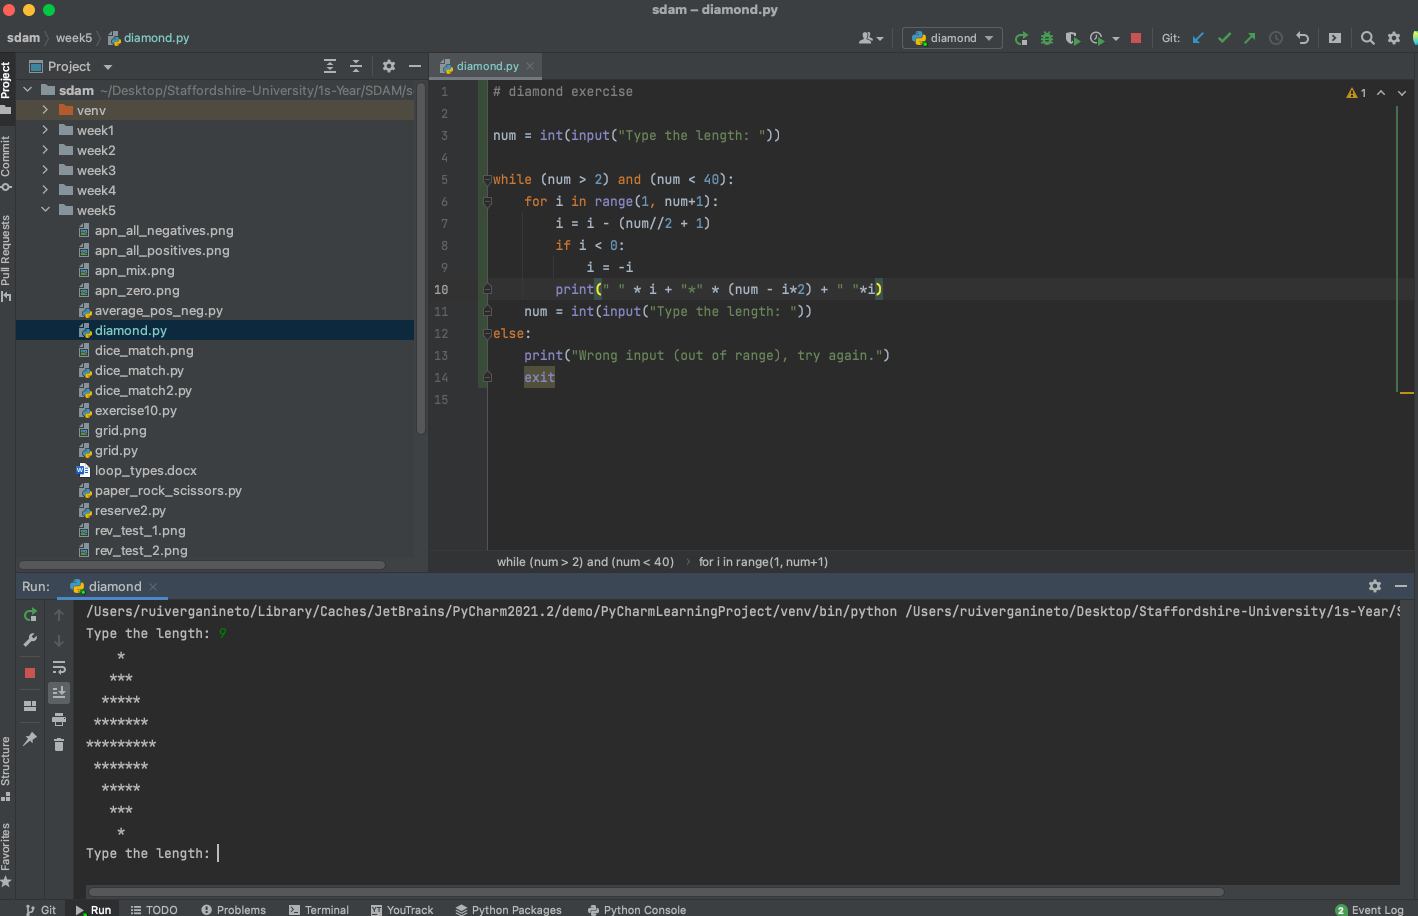 sdam – diamond.py
sdam week5 diamond.py
diamond
Git:
Project
diamond.py
Project
Commit
Pull Requests
Structure
Favorites
sdam ~/Desktop/Staffordshire-University/1s-Year/SDAM/s
venv
week1
week2
week3
week4
week5
apn_all_negatives.png
apn_all_positives.png
apn_mix.png
apn_zero.png
average_pos_neg.py
diamond.py
dice_match.png
dice_match.py
dice_match2.py
exercise10.py
grid.png
grid.py
loop_types.docx
paper_rock_scissors.py
reserve2.py
rev_test_1.png
rev_test_2.png
1 # diamond exercise
1
2
3 num = int(input("Type the length: "))
4
5 while (num > 2) and (num < 40):
6     for i in range(1, num+1):
7         i = i - (num//2 + 1)
8         if i < 0:
9             i = -i
10         print(" " * i + "*" * (num - i*2) + " "*i)
11     num = int(input("Type the length: "))
12 else:
13     print("Wrong input (out of range), try again.")
14     exit
15
while (num > 2) and (num < 40) for i in range(1, num+1)
Run: diamond
/Users/ruiverganineto/Library/Caches/JetBrains/PyCharm2021.2/demo/PyCharmLearningProject/venv/bin/python /Users/ruiverganineto/Desktop/Staffordshire-University/1s-Year/S
Type the length: 9
    *
   ***
  *****
 *******
*********
 *******
  *****
   ***
    *
Type the length:
Git Run TODO Problems Terminal YouTrack Python Packages Python Console 2 Event Log